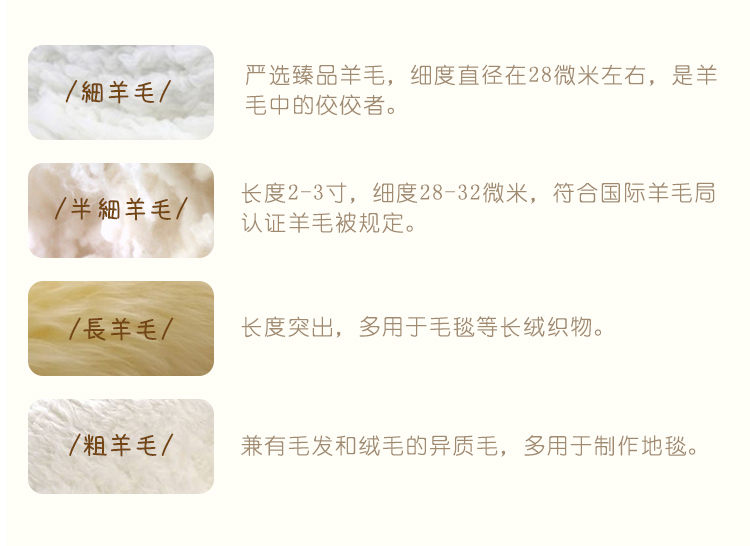 /細羊毛/
严选臻品羊毛，细度直径在28微米左右，是羊
毛中的佼佼者。
/半細羊毛/
长度2-3寸，细度28-32微米，符合国际羊毛局
认证羊毛被规定。
/長羊毛/
长度突出，多用于毛毯等长绒织物。
/粗羊毛/
兼有毛发和绒毛的异质毛，多用于制作地毯。